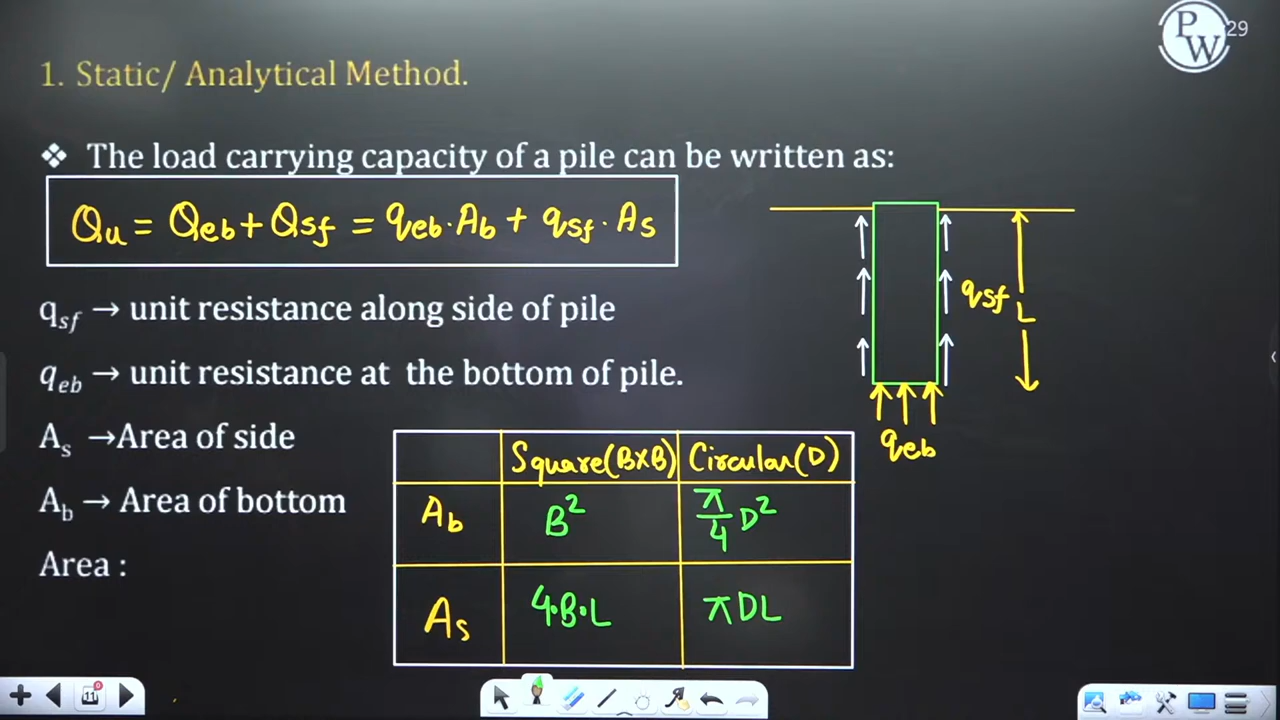 PW
29
1. Static/ Analytical Method.
❖ The load carrying capacity of a pile can be written as:
Qu = Qeb + Qsf = qeb·Ab + qsf·As
qsf → unit resistance along side of pile
qeb → unit resistance at the bottom of pile.
As →Area of side
Ab → Area of bottom
Area :
Square(B×B) Circular(D)
Ab B² π/4 D²
As 4·B·L πDL
qsf L
qeb
11